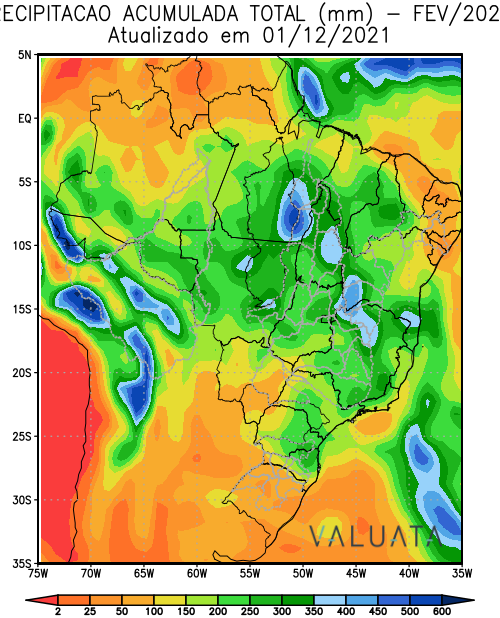 RECIPITACAO ACUMULADA TOTAL (mm) – FEV/202
Atualizado em 01/12/2021
5N
EQ
5S
10S
15S
20S
25S
30S
35S
75W 70W 65W 60W 55W 50W 45W 40W 35W
VALUATA
2 25 50 100 150 200 250 300 350 400 450 500 600